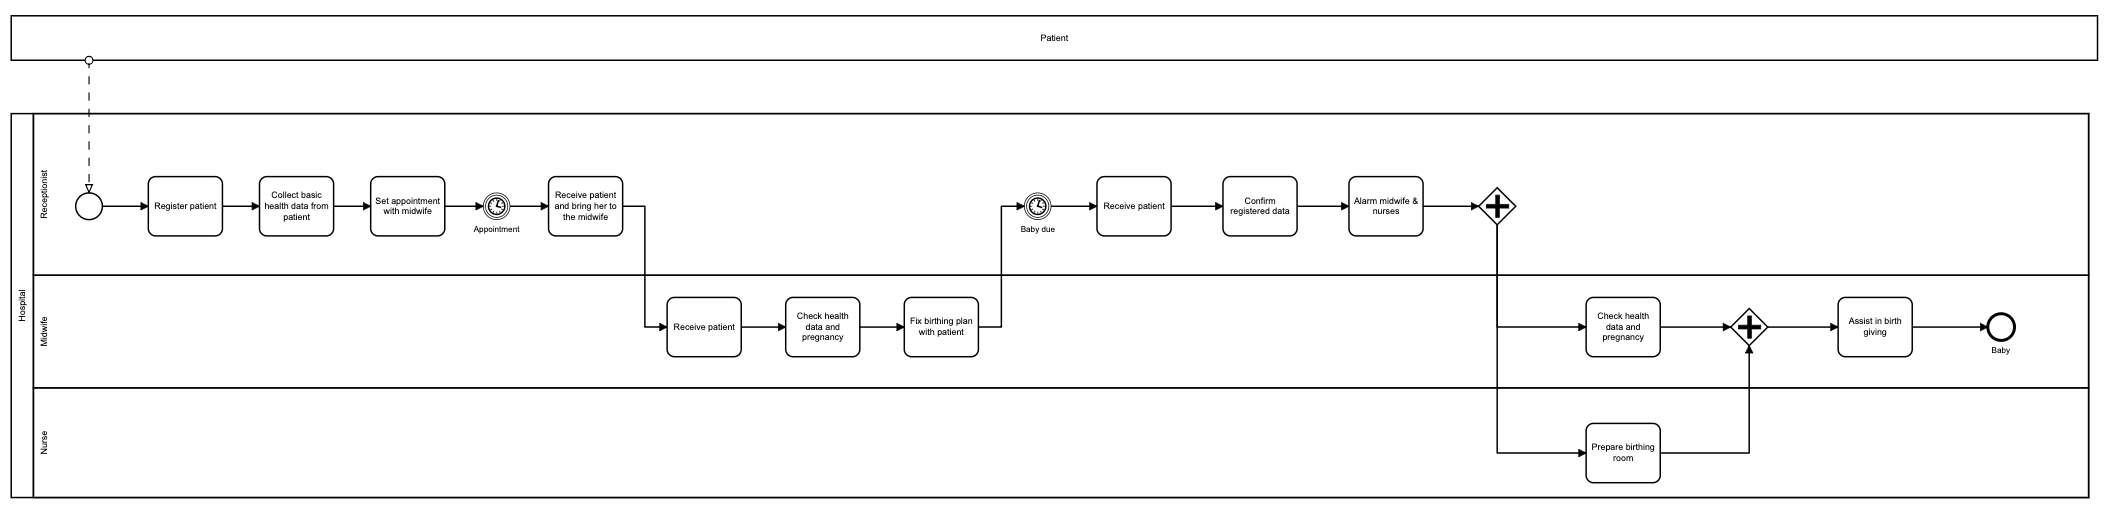 Patient
Hospital
Receptionist
Register patient
Collect basic
health data from
patient
Set appointment
with midwife
Appointment
Receive patient
and bring her to
the midwife
Baby due
Receive patient
Confirm
registered data
Alarm midwife &
nurses
Midwife
Receive patient
Check health
data and
pregnancy
Fix birthing plan
with patient
Check health
data and
pregnancy
Assist in birth
giving
Baby
Nurse
Prepare birthing
room